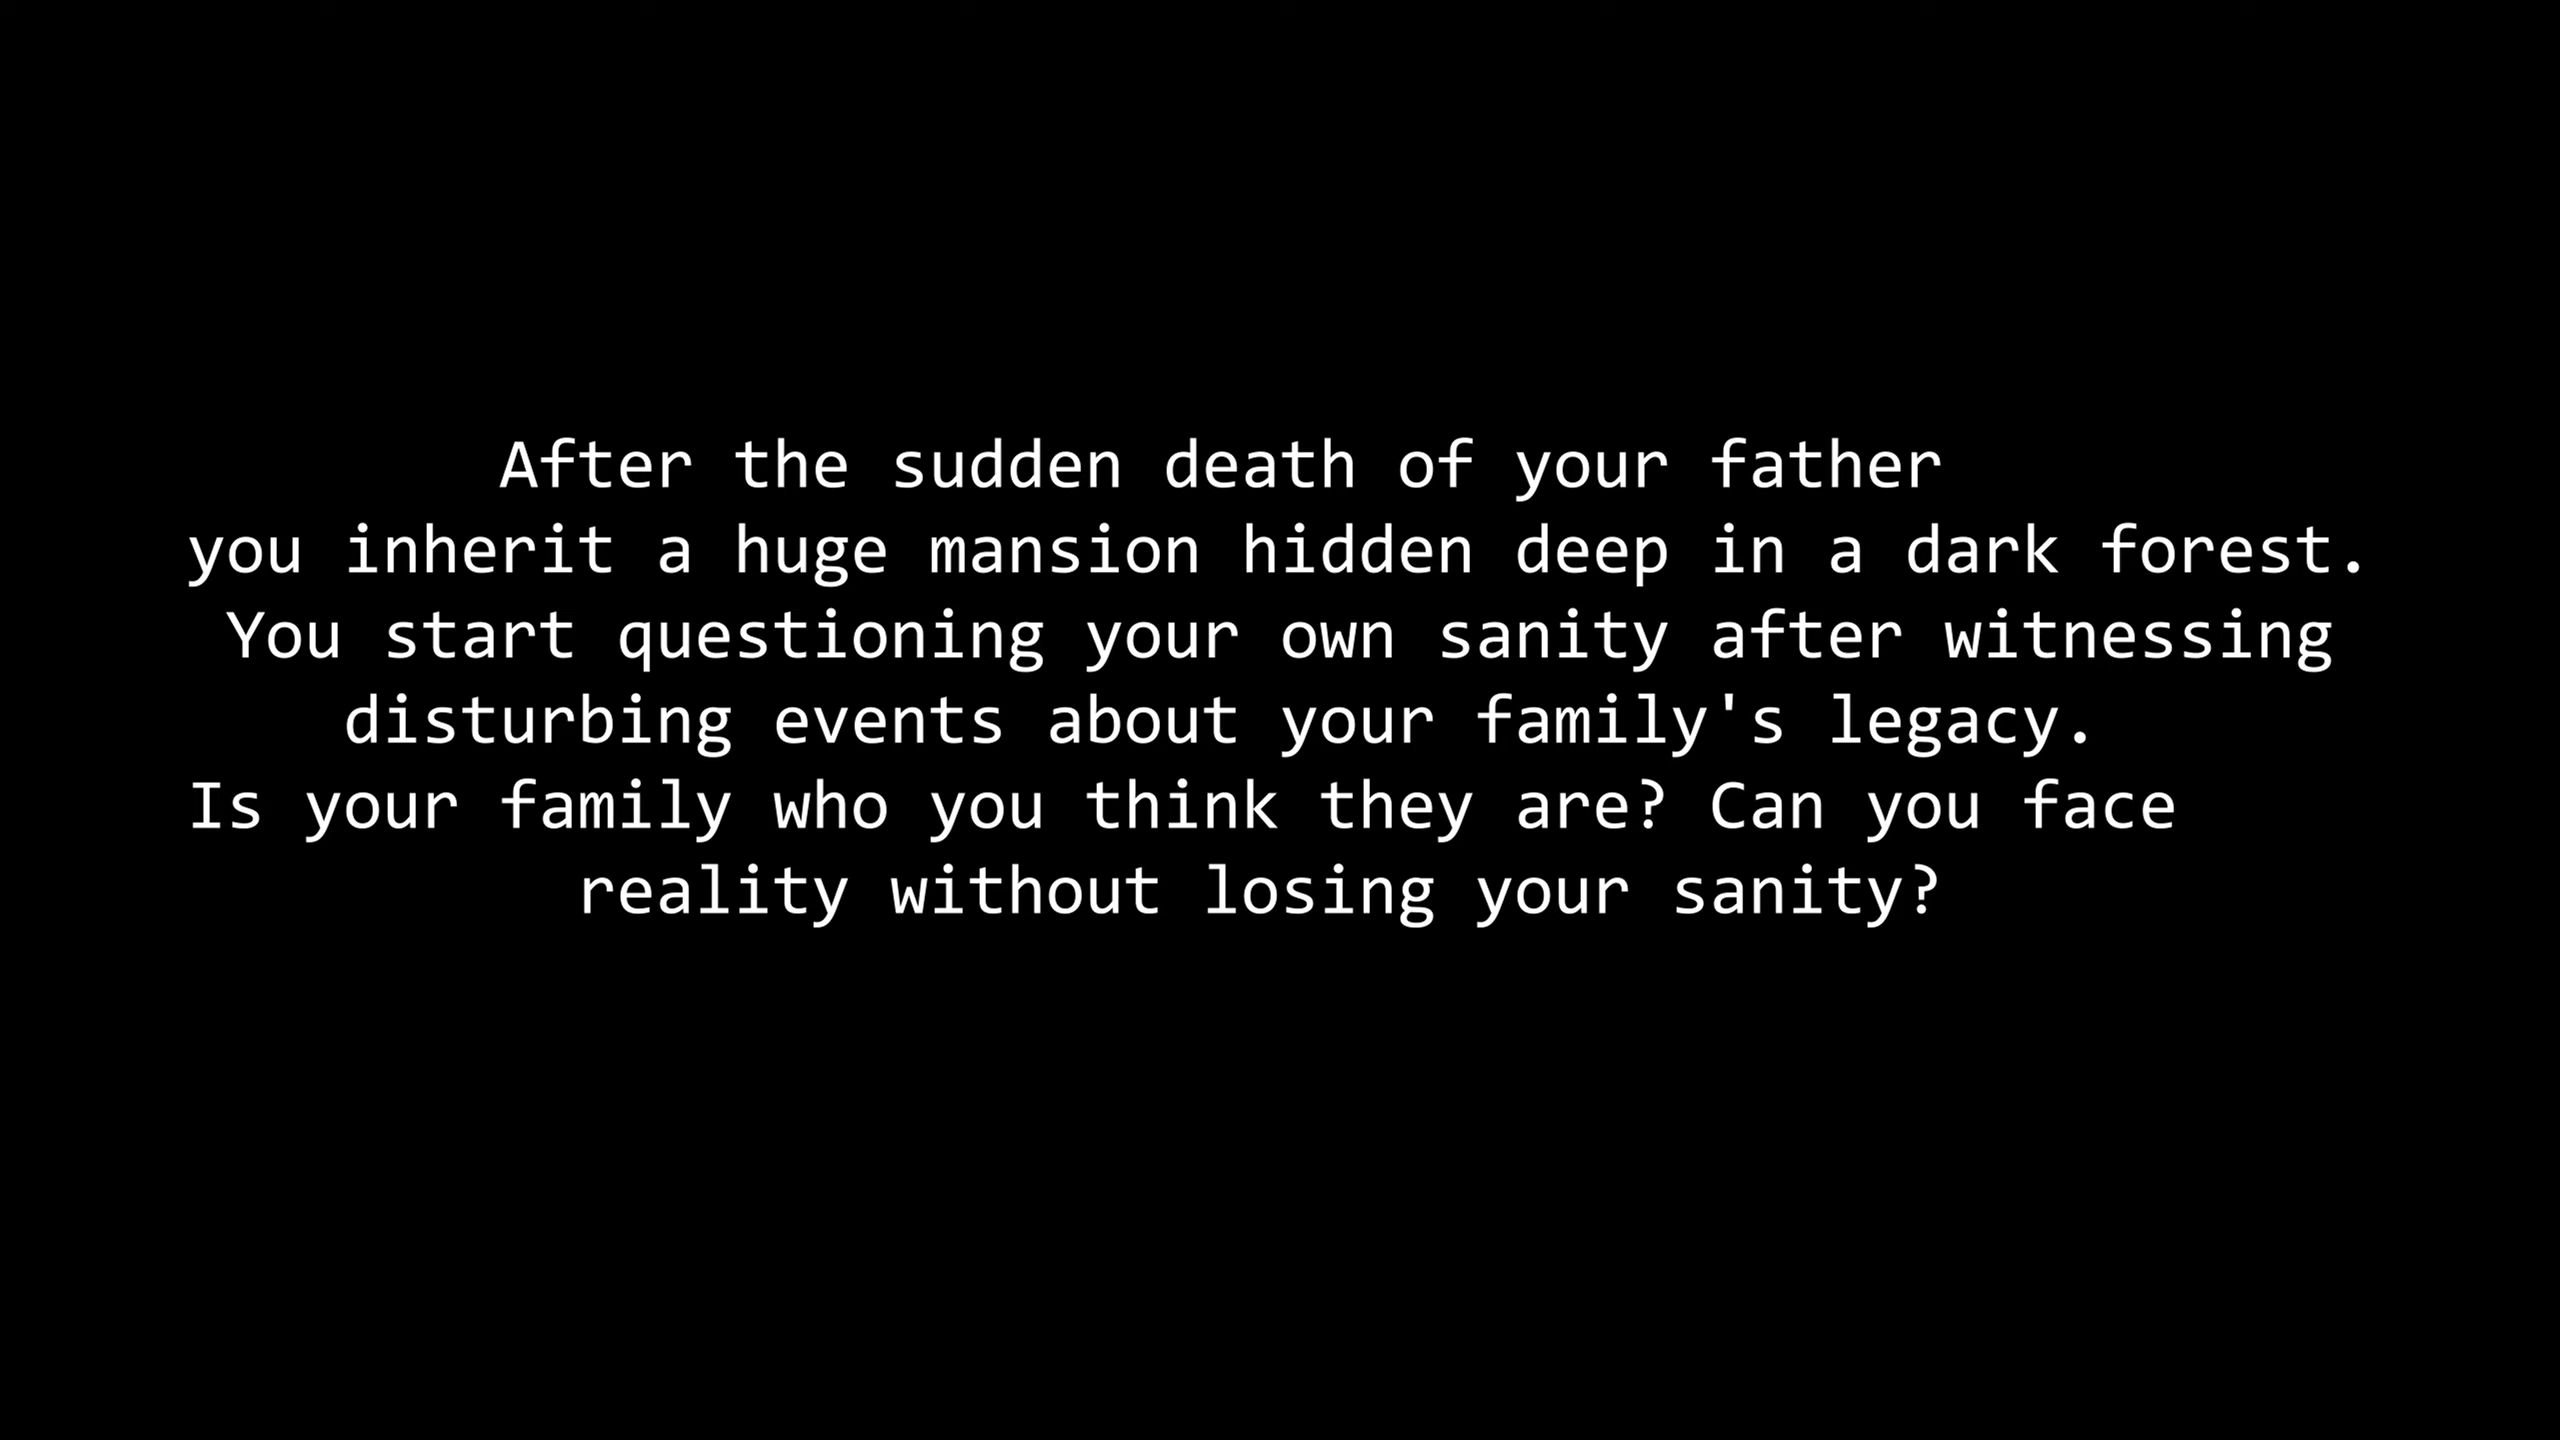 After the sudden death of your father
you inherit a huge mansion hidden deep in a dark forest.
You start questioning your own sanity after witnessing
disturbing events about your family's legacy.
Is your family who you think they are? Can you face
reality without losing your sanity?